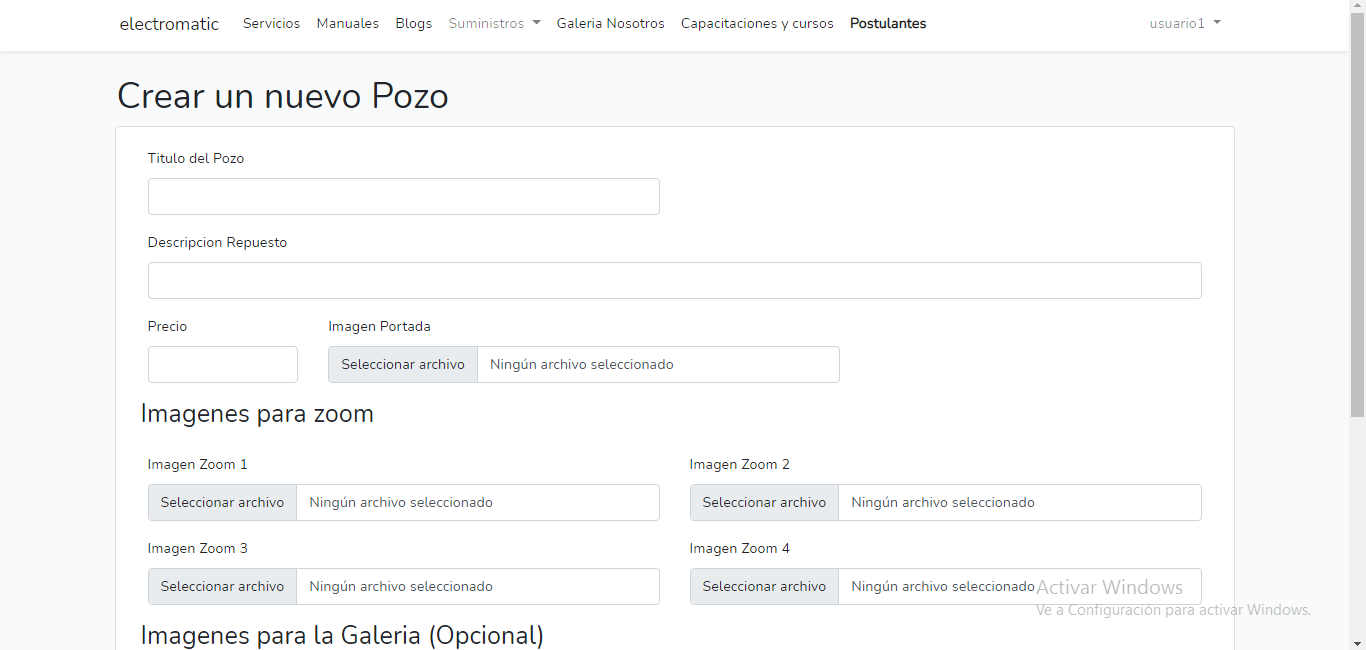 electromatic Servicios Manuales Blogs Suministros Galeria Nosotros Capacitaciones y cursos Postulantes usuario1
Crear un nuevo Pozo
Titulo del Pozo
Descripcion Repuesto
Precio Imagen Portada
Seleccionar archivo Ningún archivo seleccionado
Imagenes para zoom
Imagen Zoom 1 Imagen Zoom 2
Seleccionar archivo Ningún archivo seleccionado Seleccionar archivo Ningún archivo seleccionado
Imagen Zoom 3 Imagen Zoom 4
Seleccionar archivo Ningún archivo seleccionado Seleccionar archivo Ningún archivo seleccionado
Activar Windows
Ve a Configuración para activar Windows.
Imagenes para la Galeria (Opcional)